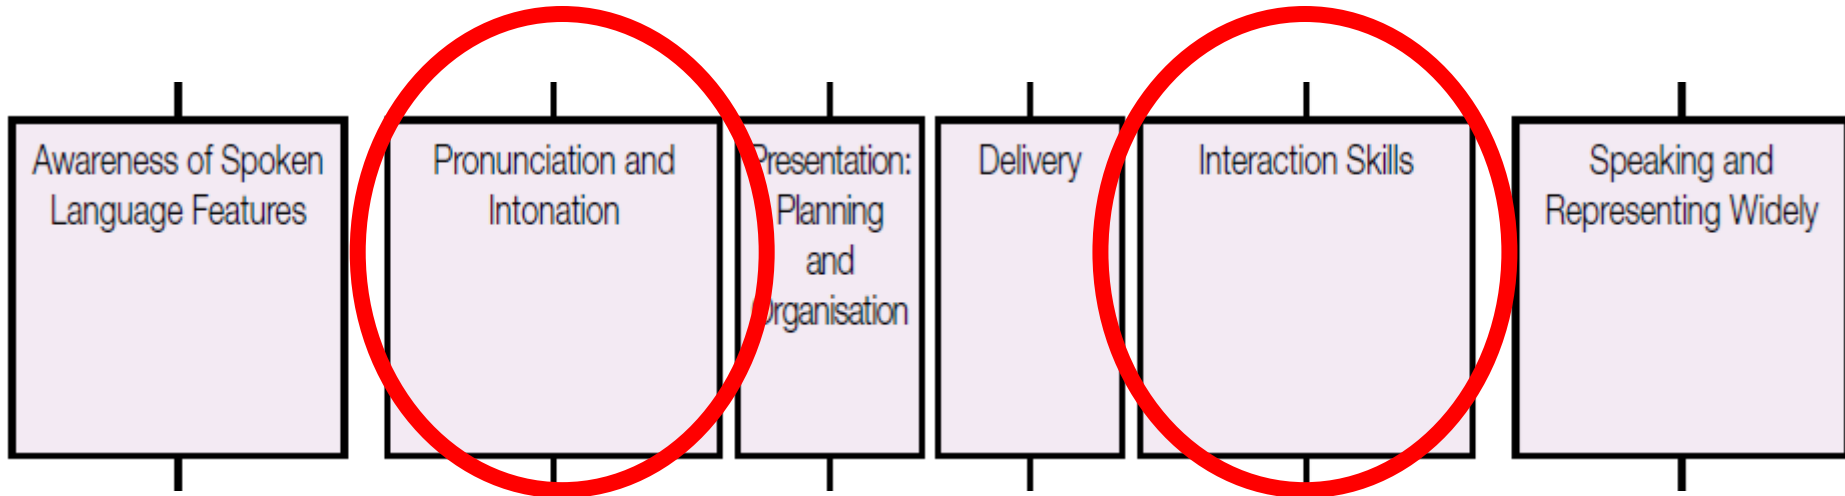 Awareness of Spoken
Language Features
Pronunciation and
Intonation
Presentation:
Planning
and
Organisation
Delivery
Interaction Skills
Speaking and
Representing Widely